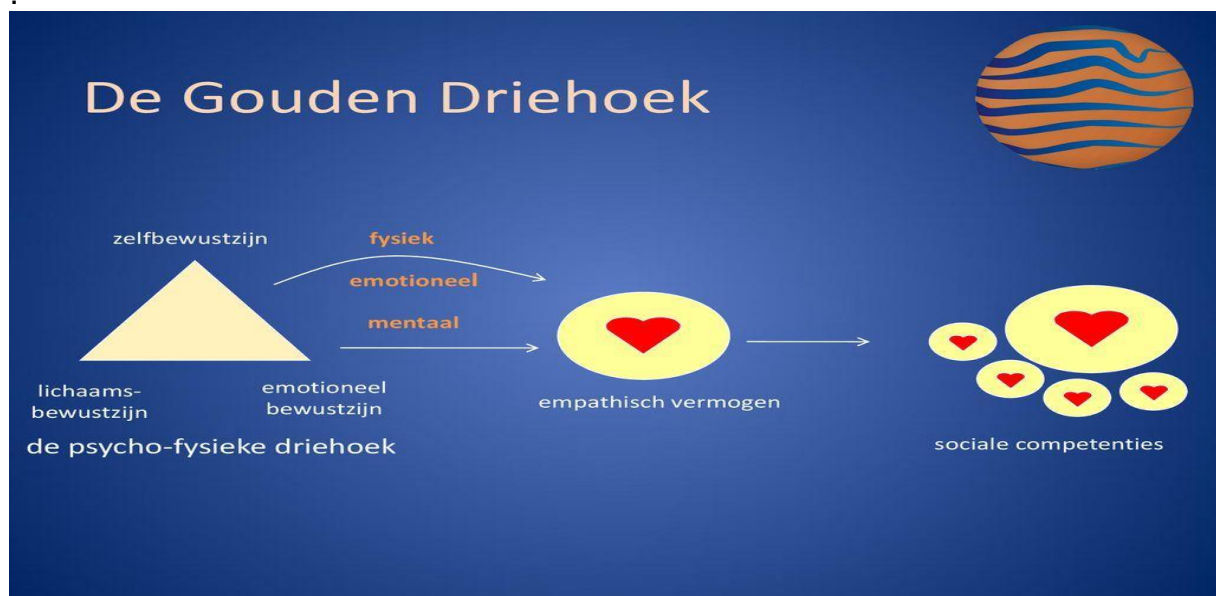 .
De Gouden Driehoek
zelfbewustzijn
fysiek
emotioneel
mentaal
lichaams-
bewustzijn
emotioneel
bewustzijn
de psycho-fysieke driehoek
empathisch vermogen
sociale competenties